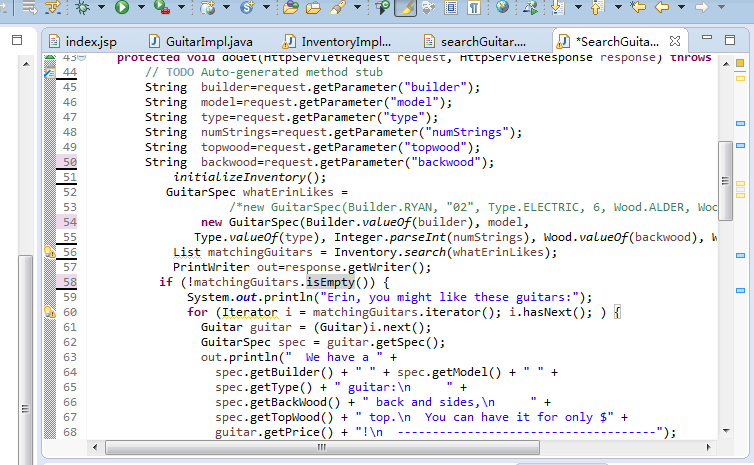 index.jsp GuitarImpl.java InventoryImpl... searchGuitar.... *SearchGuita...
43 protected void doGet(HttpServletRequest request, HttpServletResponse response) throws
44 // TODO Auto-generated method stub
45 String builder=request.getParameter("builder");
46 String model=request.getParameter("model");
47 String type=request.getParameter("type");
48 String numStrings=request.getParameter("numStrings");
49 String topwood=request.getParameter("topwood");
50 String backwood=request.getParameter("backwood");
51 initializeInventory();
52 GuitarSpec whatErinLikes =
53 /*new GuitarSpec(Builder.RYAN, "02", Type.ELECTRIC, 6, Wood.ALDER, Woo
54 new GuitarSpec(Builder.valueOf(builder), model,
55 Type.valueOf(type), Integer.parseInt(numStrings), Wood.valueOf(backwood), W
56 List matchingGuitars = Inventory.search(whatErinLikes);
57 PrintWriter out=response.getWriter();
58 if (!matchingGuitars.isEmpty()) {
59 System.out.println("Erin, you might like these guitars:");
60 for (Iterator i = matchingGuitars.iterator(); i.hasNext(); ) {
61 Guitar guitar = (Guitar)i.next();
62 GuitarSpec spec = guitar.getSpec();
63 out.println("  We have a " +
64 spec.getBuilder() + " " + spec.getModel() + " " +
65 spec.getType() + " guitar:\n     " +
66 spec.getBackWood() + " back and sides,\n     " +
67 spec.getTopWood() + " top.\n  You can have it for only $" +
68 guitar.getPrice() + "!\n  -------------------------------------");